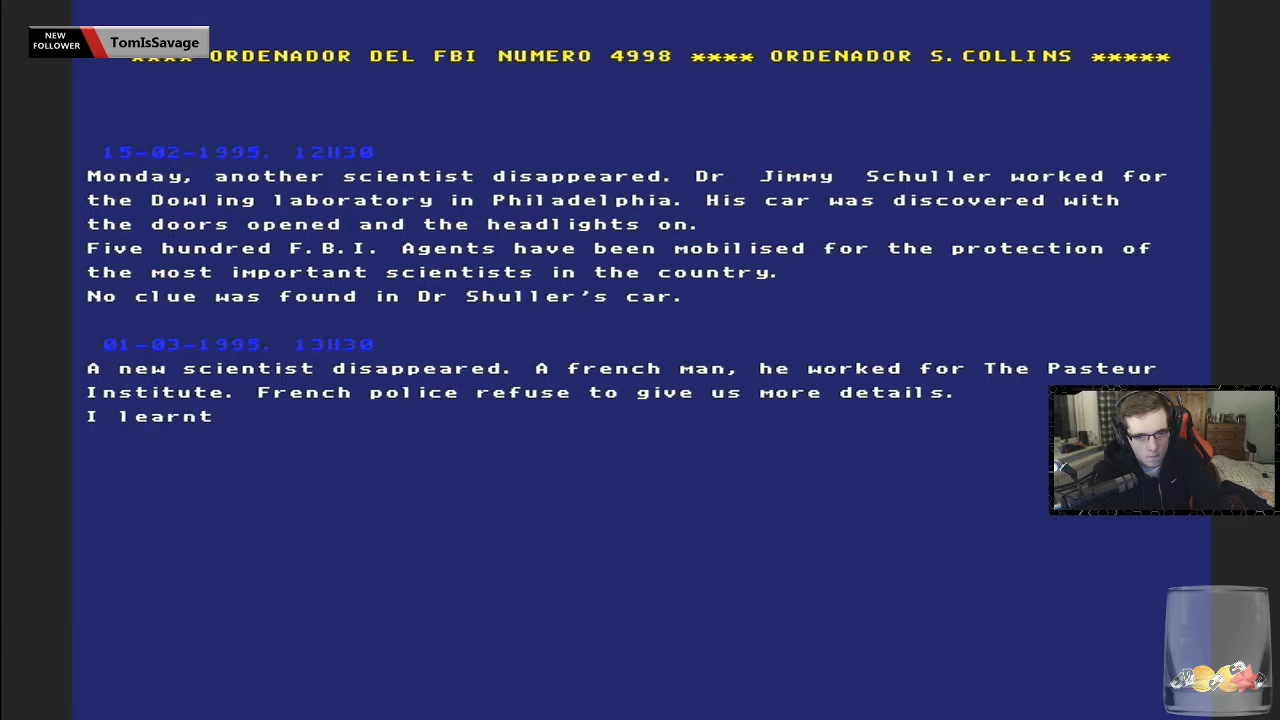 NEW
FOLLOWER
TomIsSavage
**** ORDENADOR DEL FBI NUMERO 4998 **** ORDENADOR S.COLLINS *****
15-02-1995. 12H30
Monday, another scientist disappeared. Dr Jimmy Schuller worked for
the Dowling laboratory in Philadelphia. His car was discovered with
the doors opened and the headlights on.
Five hundred F.B.I. Agents have been mobilised for the protection of
the most important scientists in the country.
No clue was found in Dr Shuller's car.
01-03-1995. 13H30
A new scientist disappeared. A french man, he worked for The Pasteur
Institute. French police refuse to give us more details.
I learnt